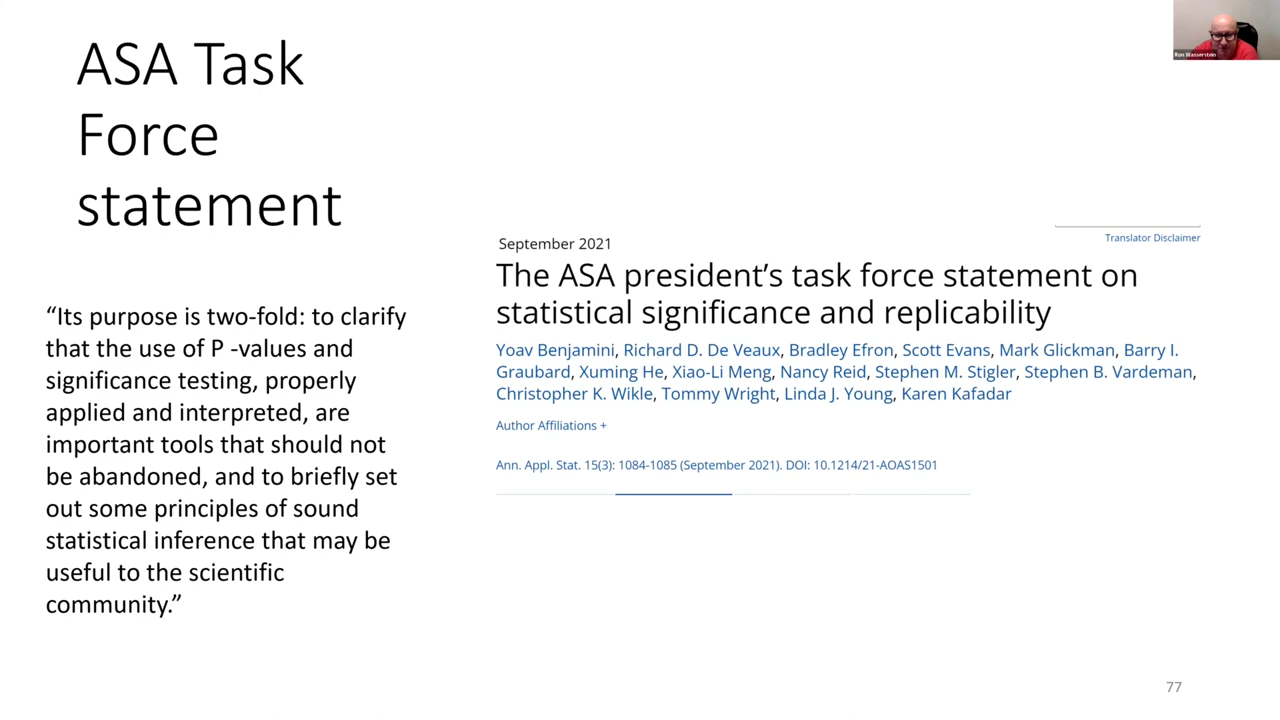 ASA Task
Force
statement
“Its purpose is two-fold: to clarify
that the use of P -values and
significance testing, properly
applied and interpreted, are
important tools that should not
be abandoned, and to briefly set
out some principles of sound
statistical inference that may be
useful to the scientific
community.”
Ron Wasserstein
Translator Disclaimer
September 2021
The ASA president’s task force statement on
statistical significance and replicability
Yoav Benjamini, Richard D. De Veaux, Bradley Efron, Scott Evans, Mark Glickman, Barry I.
Graubard, Xuming He, Xiao-Li Meng, Nancy Reid, Stephen M. Stigler, Stephen B. Vardeman,
Christopher K. Wikle, Tommy Wright, Linda J. Young, Karen Kafadar
Author Affiliations +
Ann. Appl. Stat. 15(3): 1084-1085 (September 2021). DOI: 10.1214/21-AOAS1501
77